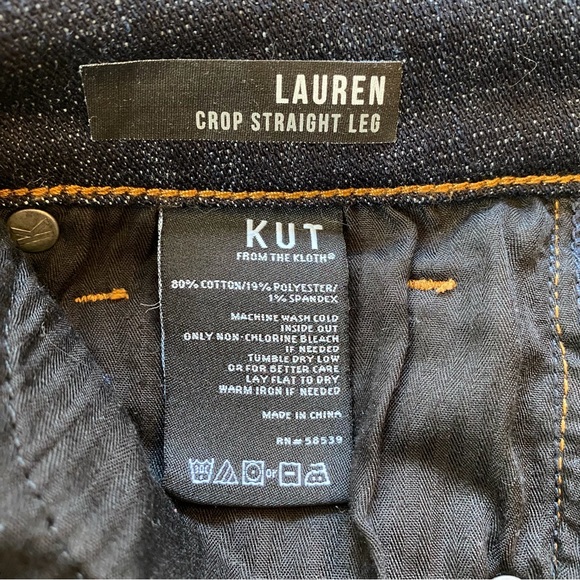 LAUREN
CROP STRAIGHT LEG
KUT
FROM THE KLOTH®
80% COTTON/19% POLYESTER/
1% SPANDEX
MACHINE WASH COLD
INSIDE OUT
ONLY NON-CHLORINE BLEACH
IF NEEDED
TUMBLE DRY LOW
OR FOR BETTER CARE
LAY FLAT TO DRY
WARM IRON IF NEEDED
MADE IN CHINA
RN# 58539
or